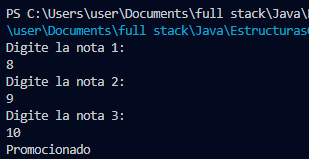 PS C:\Users\user\Documents\full stack\Java\
\user\Documents\full stack\Java\Estructuras
Digite la nota 1:
8
Digite la nota 2:
9
Digite la nota 3:
10
Promocionado